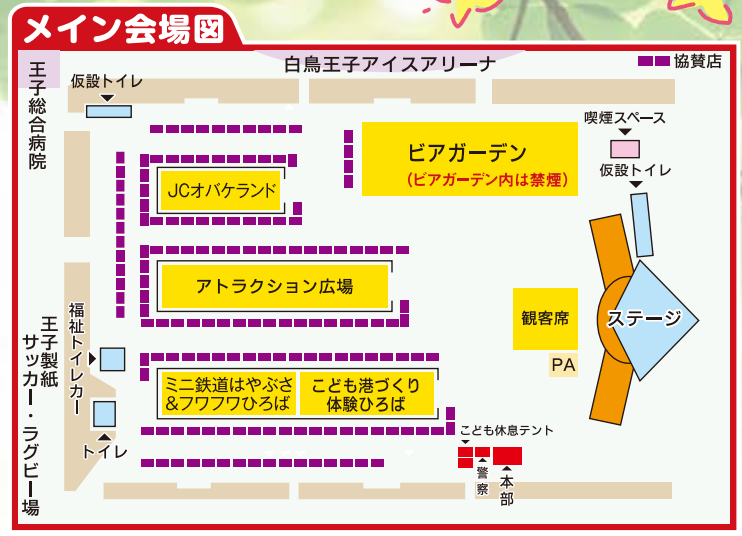 メイン会場図
白鳥王子アイスアリーナ
協賛店
王子総合病院
仮設トイレ
喫煙スペース
ビアガーデン
(ビアガーデン内は禁煙)
仮設トイレ
JCオバケランド
アトラクション広場
観客席
ステージ
PA
福祉トイレカー
王子製紙
サッカー・ラグビー場
ミニ鉄道はやぶさ
&フワフワひろば
こども港づくり
体験ひろば
トイレ
こども休息テント
警察
本部